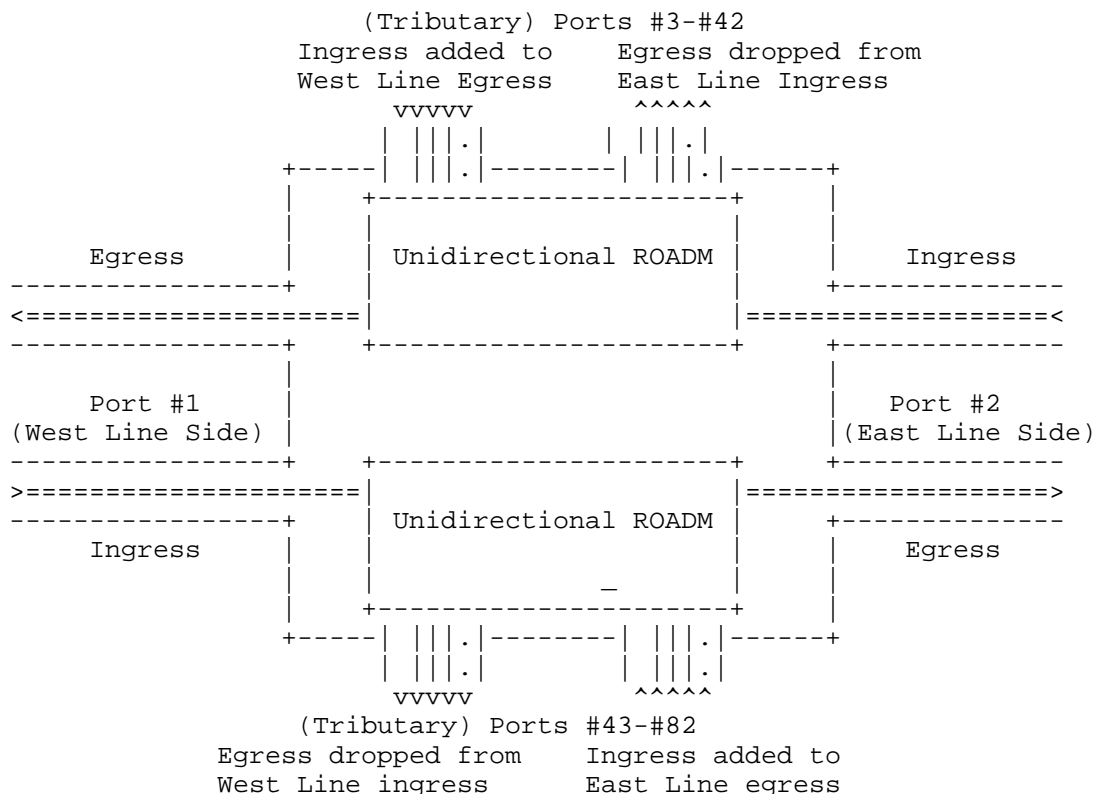 (Tributary) Ports #3-#42
Ingress added to Egress dropped from
West Line Egress East Line Ingress
vvvvv ^^^^^
Egress Unidirectional ROADM Ingress
Port #1 Port #2
(West Line Side) (East Line Side)
Unidirectional ROADM
Ingress Egress
vvvvv ^^^^^
(Tributary) Ports #43-#82
Egress dropped from Ingress added to
West Line ingress East Line egress